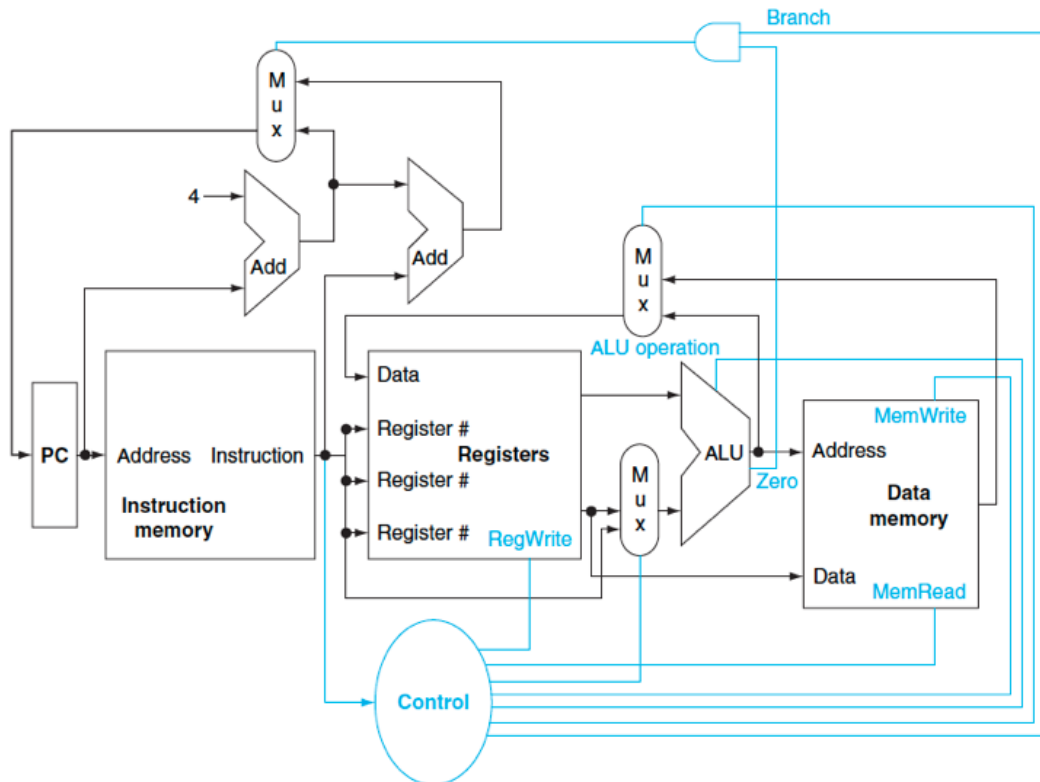 Branch
M
u
x
4
Add
Add
M
u
x
ALU operation
Data
Register #
Registers
Register #
Register #
RegWrite
PC
Address
Instruction
Instruction
memory
M
u
x
ALU
Zero
MemWrite
Address
Data
memory
Data
MemRead
Control